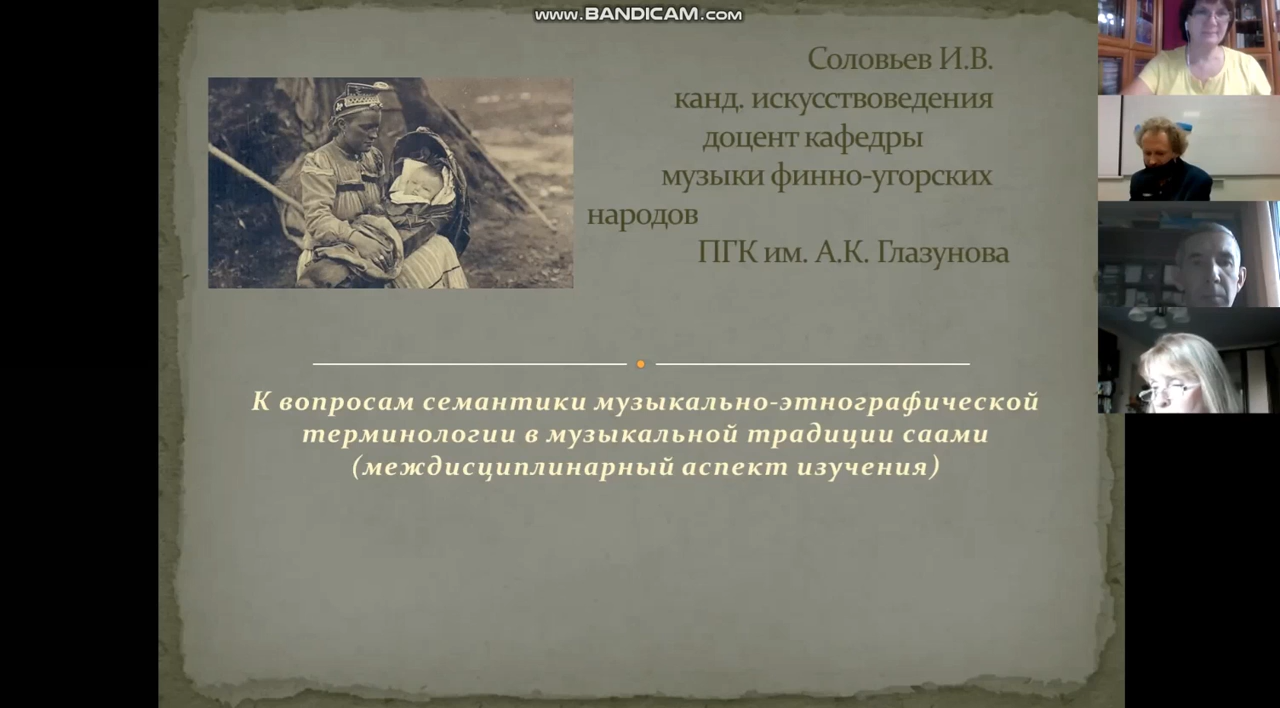 www.BANDICAM.com
Соловьев И.В.
канд. искусствоведения
доцент кафедры
музыки финно-угорских
народов
ПГК им. А.К. Глазунова
К вопросам семантики музыкально-этнографической
терминологии в музыкальной традиции саами
(междисциплинарный аспект изучения)